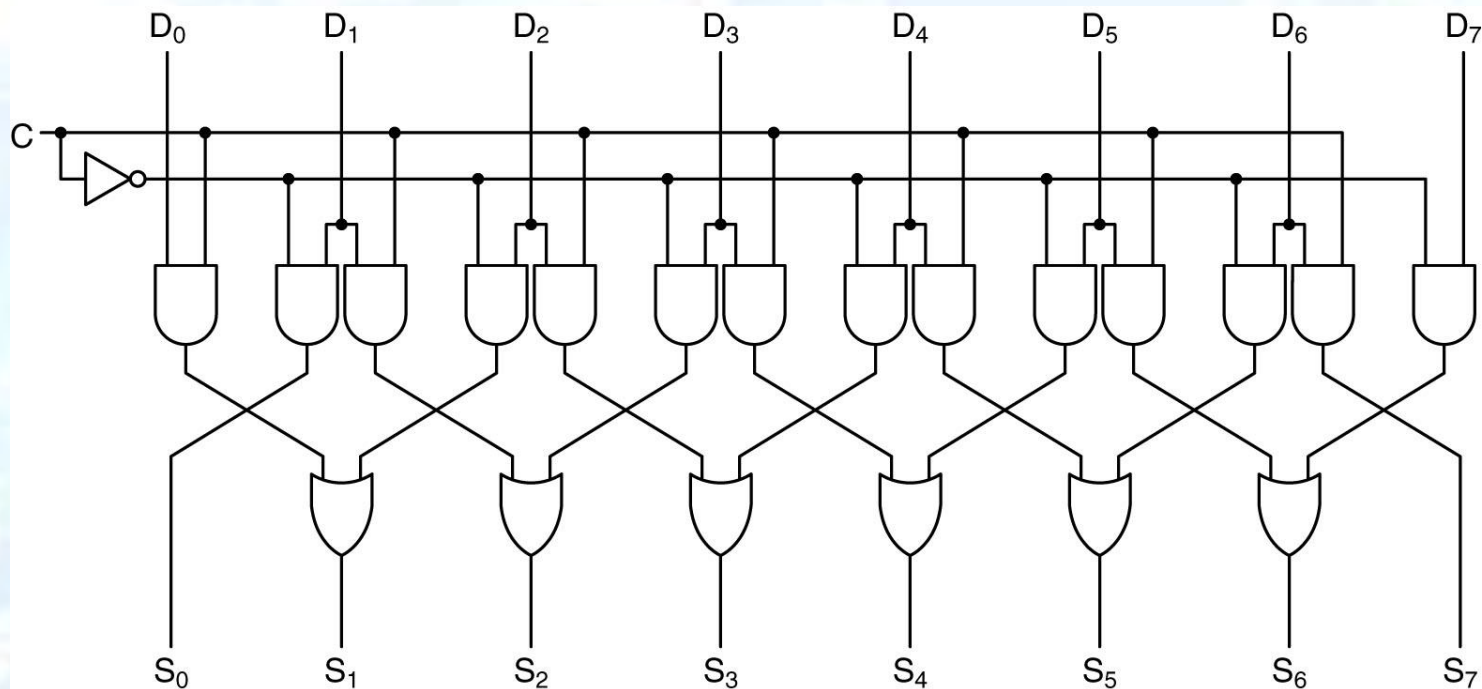 D₀ D₁ D₂ D₃ D₄ D₅ D₆ D₇
C
S₀ S₁ S₂ S₃ S₄ S₅ S₆ S₇